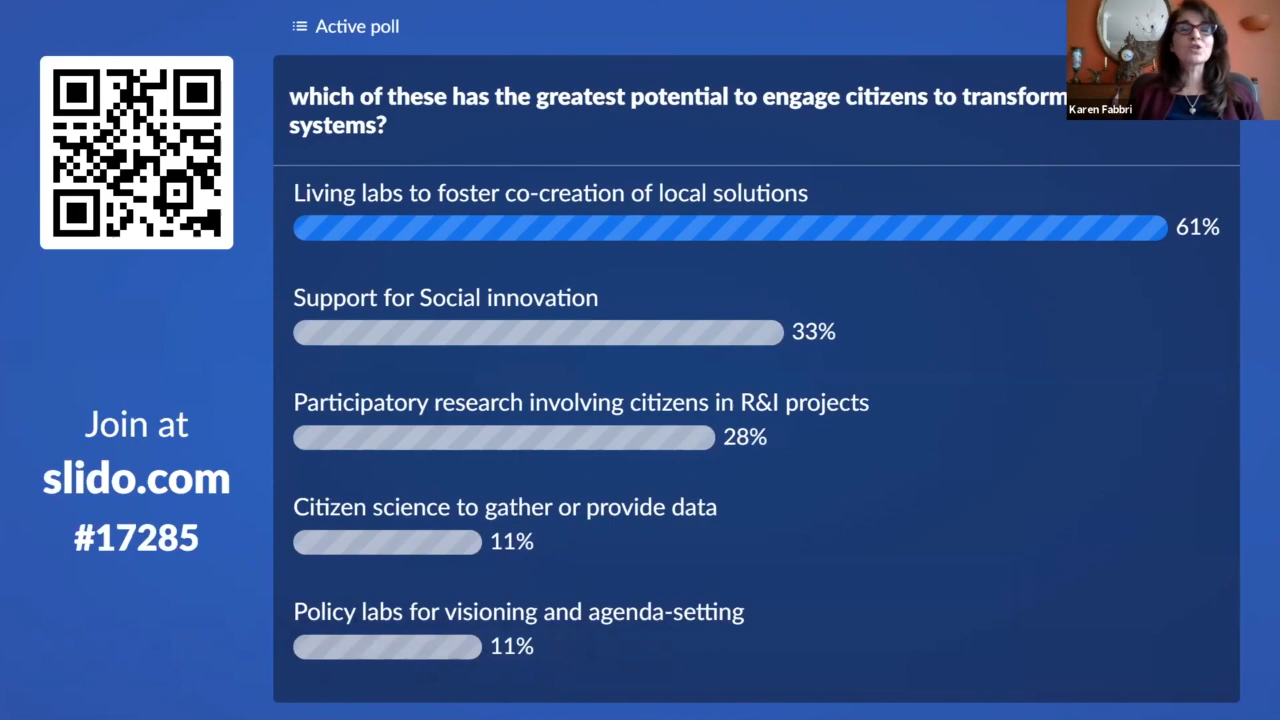 Active poll
which of these has the greatest potential to engage citizens to transform
systems?
Living labs to foster co-creation of local solutions
61%
Support for Social innovation
33%
Participatory research involving citizens in R&I projects
28%
Citizen science to gather or provide data
11%
Policy labs for visioning and agenda-setting
11%
Join at
slido.com
#17285
Karen Fabbri